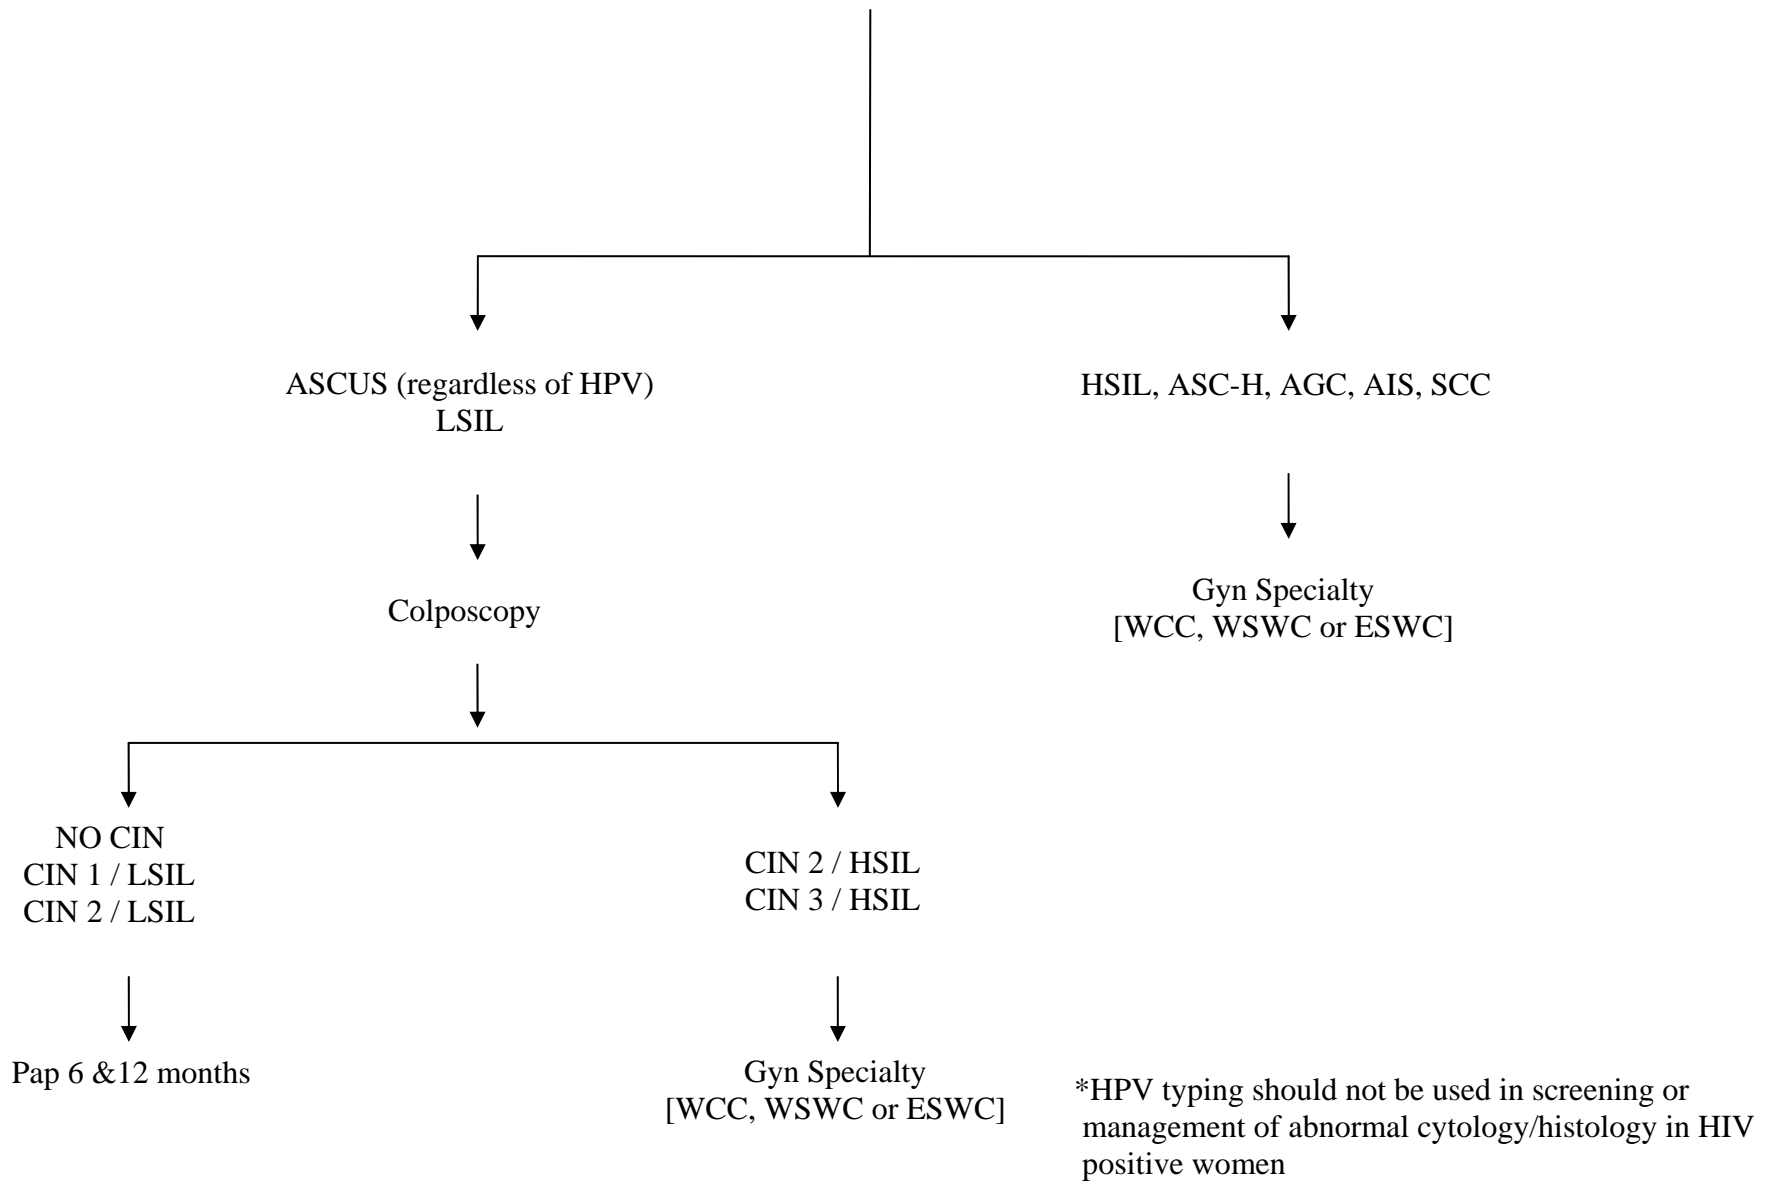 ASCUS (regardless of HPV)
LSIL
HSIL, ASC-H, AGC, AIS, SCC
Colposcopy
Gyn Specialty
[WCC, WSWC or ESWC]
NO CIN
CIN 1 / LSIL
CIN 2 / LSIL
CIN 2 / HSIL
CIN 3 / HSIL
Pap 6 &12 months
Gyn Specialty
[WCC, WSWC or ESWC]
*HPV typing should not be used in screening or
management of abnormal cytology/histology in HIV
positive women